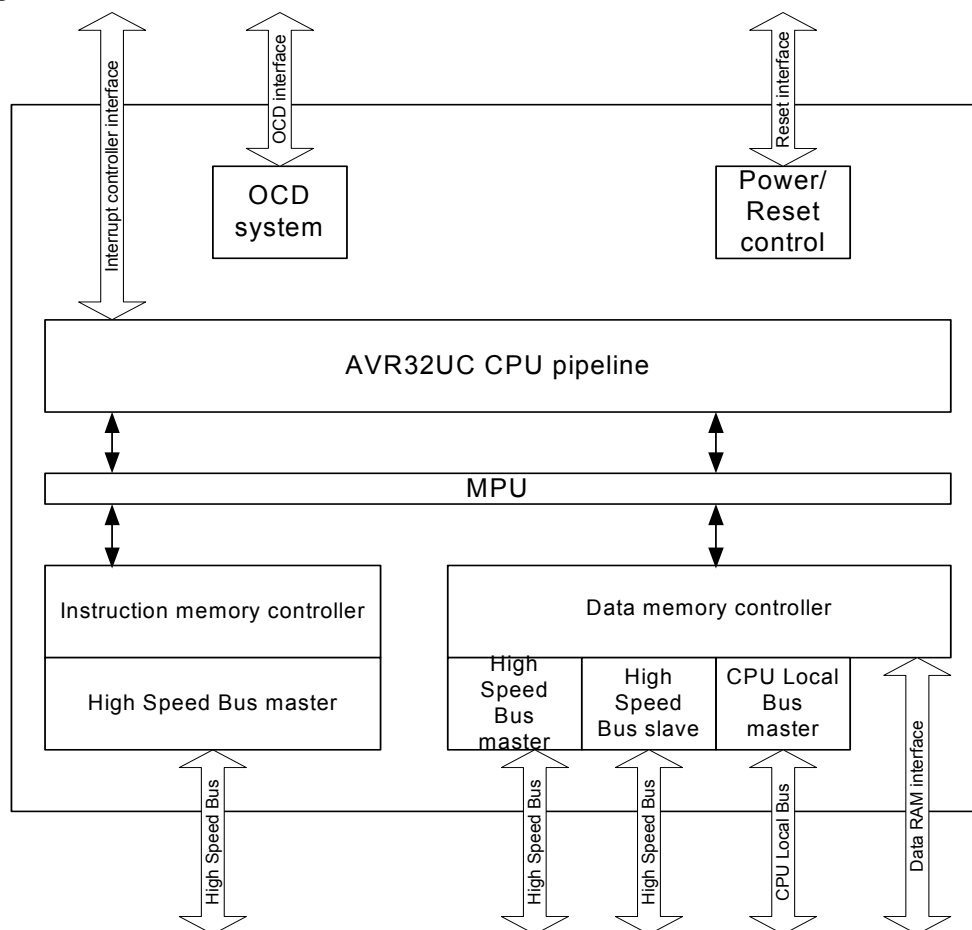 Interrupt controller interface
OCD interface
Reset interface
OCD
system
Power/
Reset
control
AVR32UC CPU pipeline
MPU
Instruction memory controller
Data memory controller
High Speed Bus master
High
Speed
Bus
master
High
Speed
Bus slave
CPU Local
Bus
master
High Speed Bus
High Speed Bus
High Speed Bus
CPU Local Bus
Data RAM interface